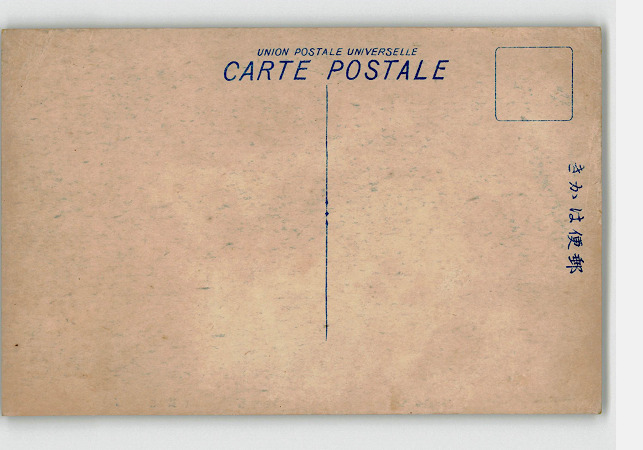 UNION POSTALE UNIVERSELLE
CARTE POSTALE
きかは便郵